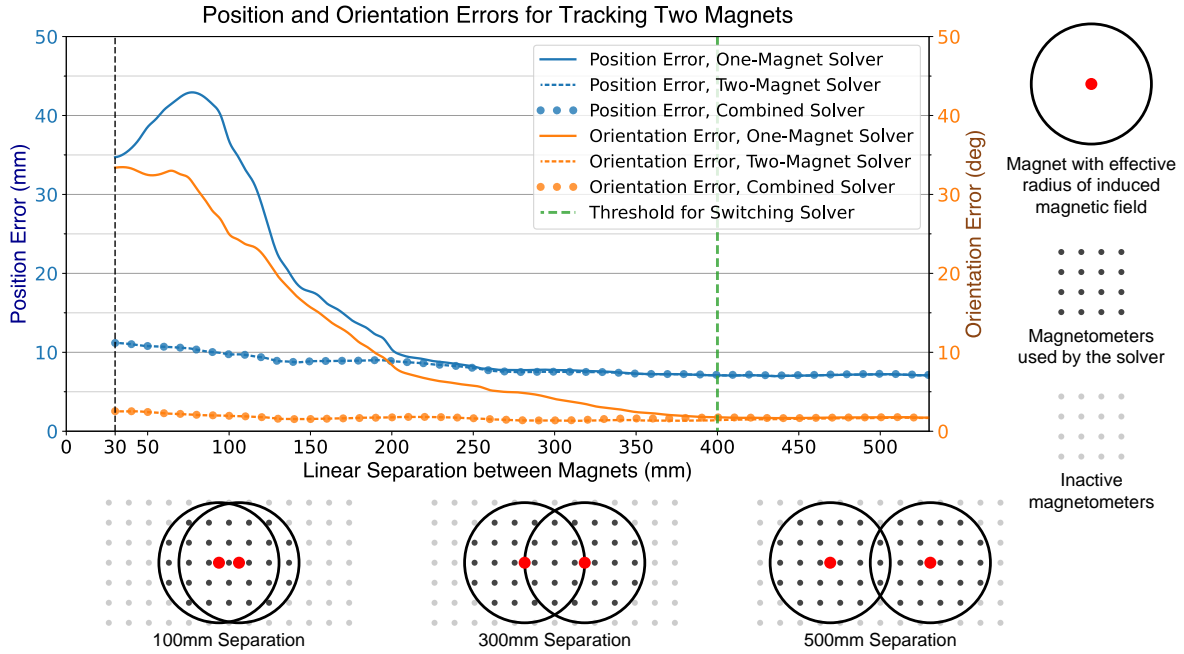 Position and Orientation Errors for Tracking Two Magnets
50
40
30
20
10
0
Position Error (mm)
Position Error, One-Magnet Solver
Position Error, Two-Magnet Solver
Position Error, Combined Solver
Orientation Error, One-Magnet Solver
Orientation Error, Two-Magnet Solver
Orientation Error, Combined Solver
Threshold for Switching Solver
50
40
30
20
10
0
Orientation Error (deg)
0 30 50 100 150 200 250 300 350 400 450 500
Linear Separation between Magnets (mm)
Magnet with effective
radius of induced
magnetic field
Magnetometers
used by the solver
Inactive
magnetometers
100mm Separation
300mm Separation
500mm Separation